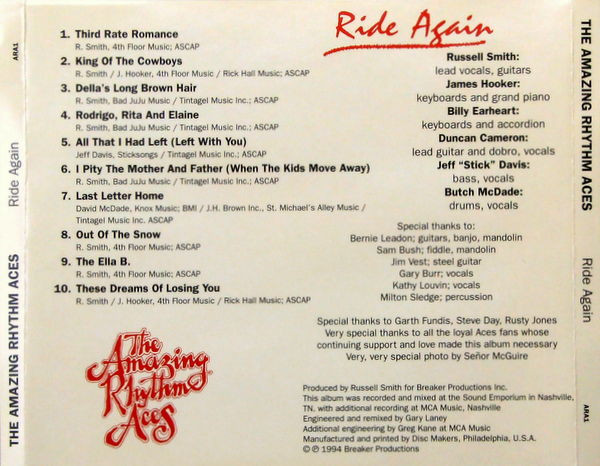 THE AMAZING RHYTHM ACES Ride Again ARA1
1. Third Rate Romance
R. Smith, 4th Floor Music; ASCAP
2. King Of The Cowboys
R. Smith / J. Hooker, 4th Floor Music / Rick Hall Music; ASCAP
3. Della's Long Brown Hair
R. Smith, Bad JuJu Music / Tintagel Music Inc.; ASCAP
4. Rodrigo, Rita And Elaine
R. Smith, Bad JuJu Music / Tintagel Music Inc.; ASCAP
5. All That I Had Left (Left With You)
Jeff Davis, Sticksongs / Tintagel Music Inc.; ASCAP
6. I Pity The Mother And Father (When The Kids Move Away)
R. Smith, Bad JuJu Music / Tintagel Music Inc.; ASCAP
7. Last Letter Home
David McDade, Knox Music; BMI / J.H. Brown Inc., St. Michael's Alley Music /
Tintagel Music Inc. ASCAP
8. Out Of The Snow
R. Smith, 4th Floor Music; ASCAP
9. The Ella B.
R. Smith, 4th Floor Music; ASCAP
10. These Dreams Of Losing You
R. Smith / J. Hooker, 4th Floor Music / Rick Hall Music; ASCAP
The
Amazing
Rhythm
Aces
Ride Again
Russell Smith:
lead vocals, guitars
James Hooker:
keyboards and grand piano
Billy Earheart:
keyboards and accordion
Duncan Cameron:
lead guitar and dobro, vocals
Jeff "Stick" Davis:
bass, vocals
Butch McDade:
drums, vocals
Special thanks to:
Bernie Leadon; guitars, banjo, mandolin
Sam Bush; fiddle, mandolin
Jim Vest; steel guitar
Gary Burr; vocals
Kathy Louvin; vocals
Milton Sledge; percussion
Special thanks to Garth Fundis, Steve Day, Rusty Jones
Very special thanks to all the loyal Aces fans whose
continuing support and love made this album necessary
Very, very special photo by Señor McGuire
Produced by Russell Smith for Breaker Productions Inc.
This album was recorded and mixed at the Sound Emporium in Nashville,
TN. with additional recording at MCA Music, Nashville
Engineered and remixed by Gary Laney
Additional engineering by Greg Kane at MCA Music
Manufactured and printed by Disc Makers, Philadelphia, U.S.A.
© ℗ 1994 Breaker Productions
THE AMAZING RHYTHM ACES Ride Again ARA1